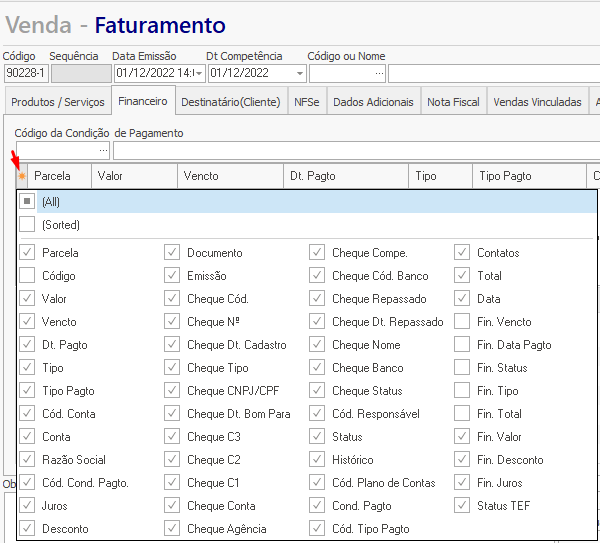 Venda - Faturamento
Código Sequência Data Emissão Dt Competência Código ou Nome
90228-1 01/12/2022 14:0 01/12/2022 ...
Produtos / Serviços Financeiro Destinatário(Cliente) NFSe Dados Adicionais Nota Fiscal Vendas Vinculadas A
Código da Condição de Pagamento
...
Parcela Valor Vencto Dt. Pagto Tipo Tipo Pagto C
(All)
(Sorted)
Parcela Documento Cheque Compe. Contatos
Código Emissão Cheque Cód. Banco Total
Valor Cheque Cód. Cheque Repassado Data
Vencto Cheque Nº Cheque Dt. Repassado Fin. Vencto
Dt. Pagto Cheque Dt. Cadastro Cheque Nome Fin. Data Pagto
Tipo Cheque Tipo Cheque Banco Fin. Status
Tipo Pagto Cheque CNPJ/CPF Cheque Status Fin. Tipo
Cód. Conta Cheque Dt. Bom Para Cód. Responsável Fin. Total
Conta Cheque C3 Status Fin. Valor
Razão Social Cheque C2 Histórico Fin. Desconto
Ob Cód. Cond. Pagto. Cheque C1 Cód. Plano de Contas Fin. Juros
Juros Cheque Conta Cond. Pagto Status TEF
Desconto Cheque Agência Cód. Tipo Pagto